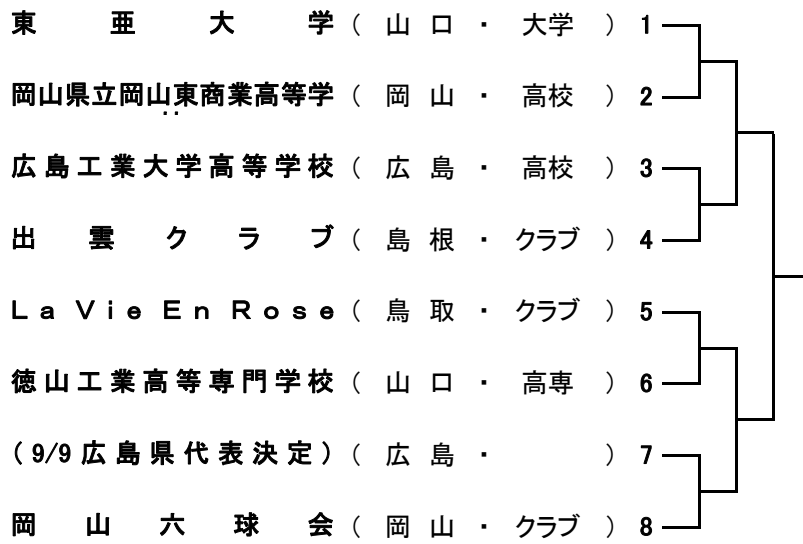 東亜大学(山口・大学)1
岡山県立岡山東商業高等学(岡山・高校)2
広島工業大学高等学校(広島・高校)3
出雲クラブ(島根・クラブ)4
La Vie En Rose(鳥取・クラブ)5
徳山工業高等専門学校(山口・高専)6
(9/9広島県代表決定)(広島・)7
岡山六球会(岡山・クラブ)8